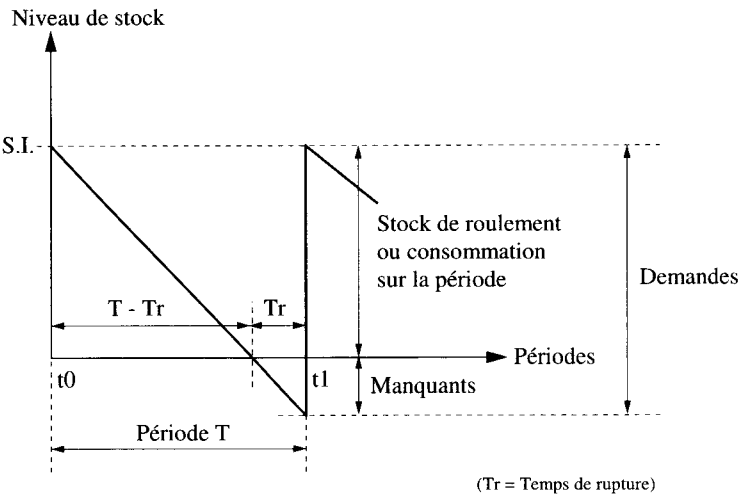 Niveau de stock
S.I.
Stock de roulement
ou consommation
sur la période
Demandes
T - Tr
Tr
Périodes
t0
t1
Manquants
Période T
(Tr = Temps de rupture)